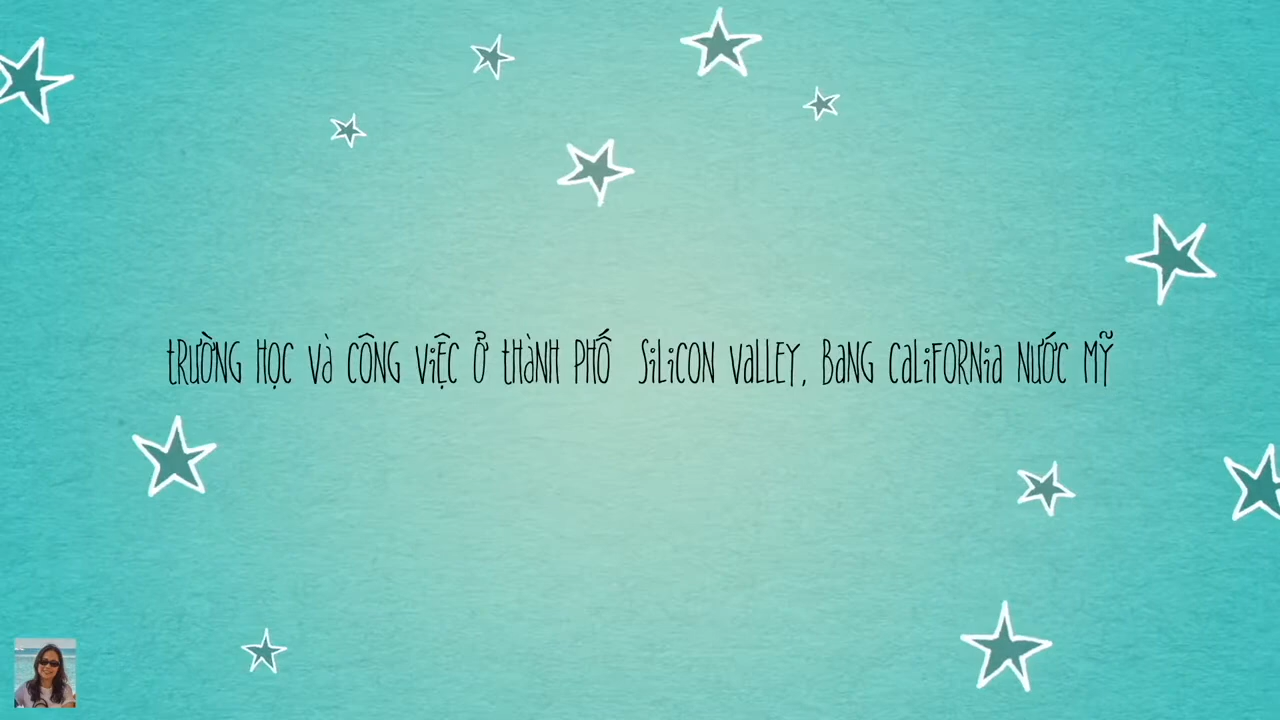 trường học và công việc ở thành phố silicon valley, bang california nước mỹ